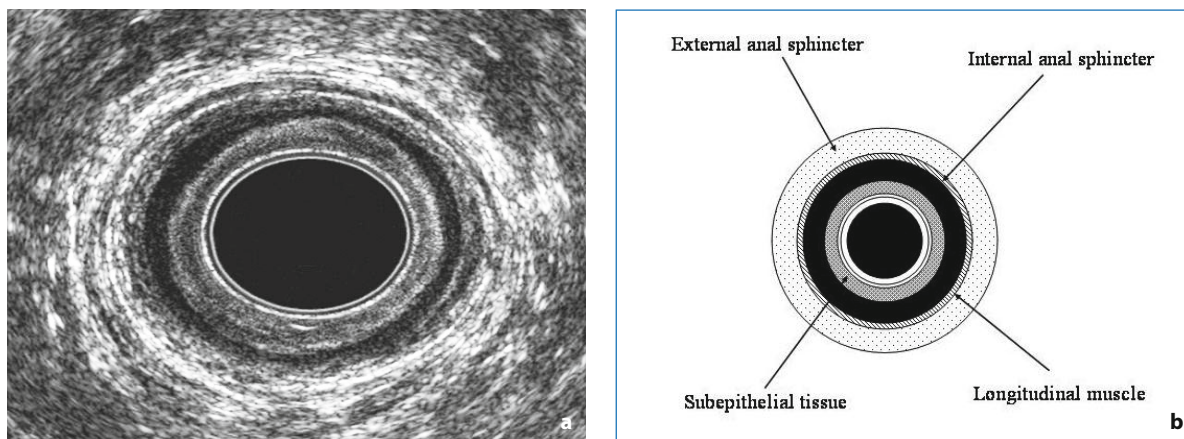 External anal sphincter
Internal anal sphincter
Subepithelial tissue
Longitudinal muscle
a
b